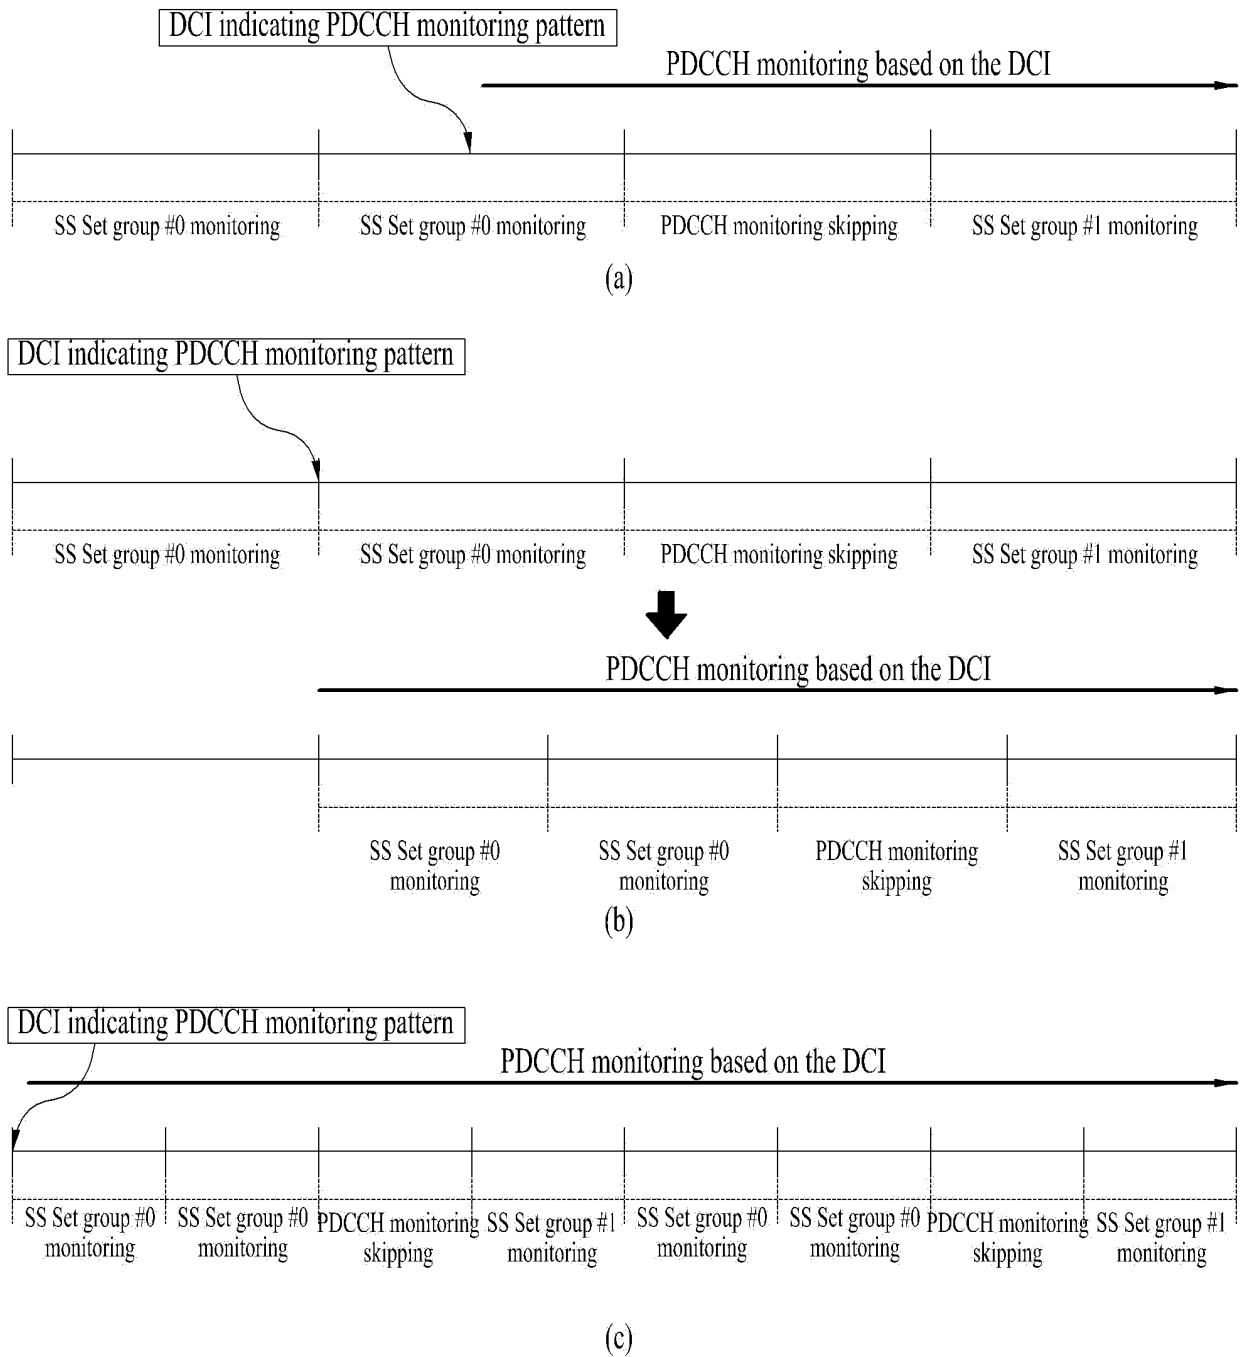 DCI indicating PDCCH monitoring pattern
PDCCH monitoring based on the DCI
SS Set group #0 monitoring
SS Set group #0 monitoring
PDCCH monitoring skipping
SS Set group #1 monitoring
(a)
DCI indicating PDCCH monitoring pattern
SS Set group #0 monitoring
SS Set group #0 monitoring
PDCCH monitoring skipping
SS Set group #1 monitoring
PDCCH monitoring based on the DCI
SS Set group #0
monitoring
SS Set group #0
monitoring
PDCCH monitoring
skipping
SS Set group #1
monitoring
(b)
DCI indicating PDCCH monitoring pattern
PDCCH monitoring based on the DCI
SS Set group #0
monitoring
SS Set group #0
monitoring
PDCCH monitoring
skipping
SS Set group #1
monitoring
SS Set group #0
monitoring
SS Set group #0
monitoring
PDCCH monitoring
skipping
SS Set group #1
monitoring
(c)